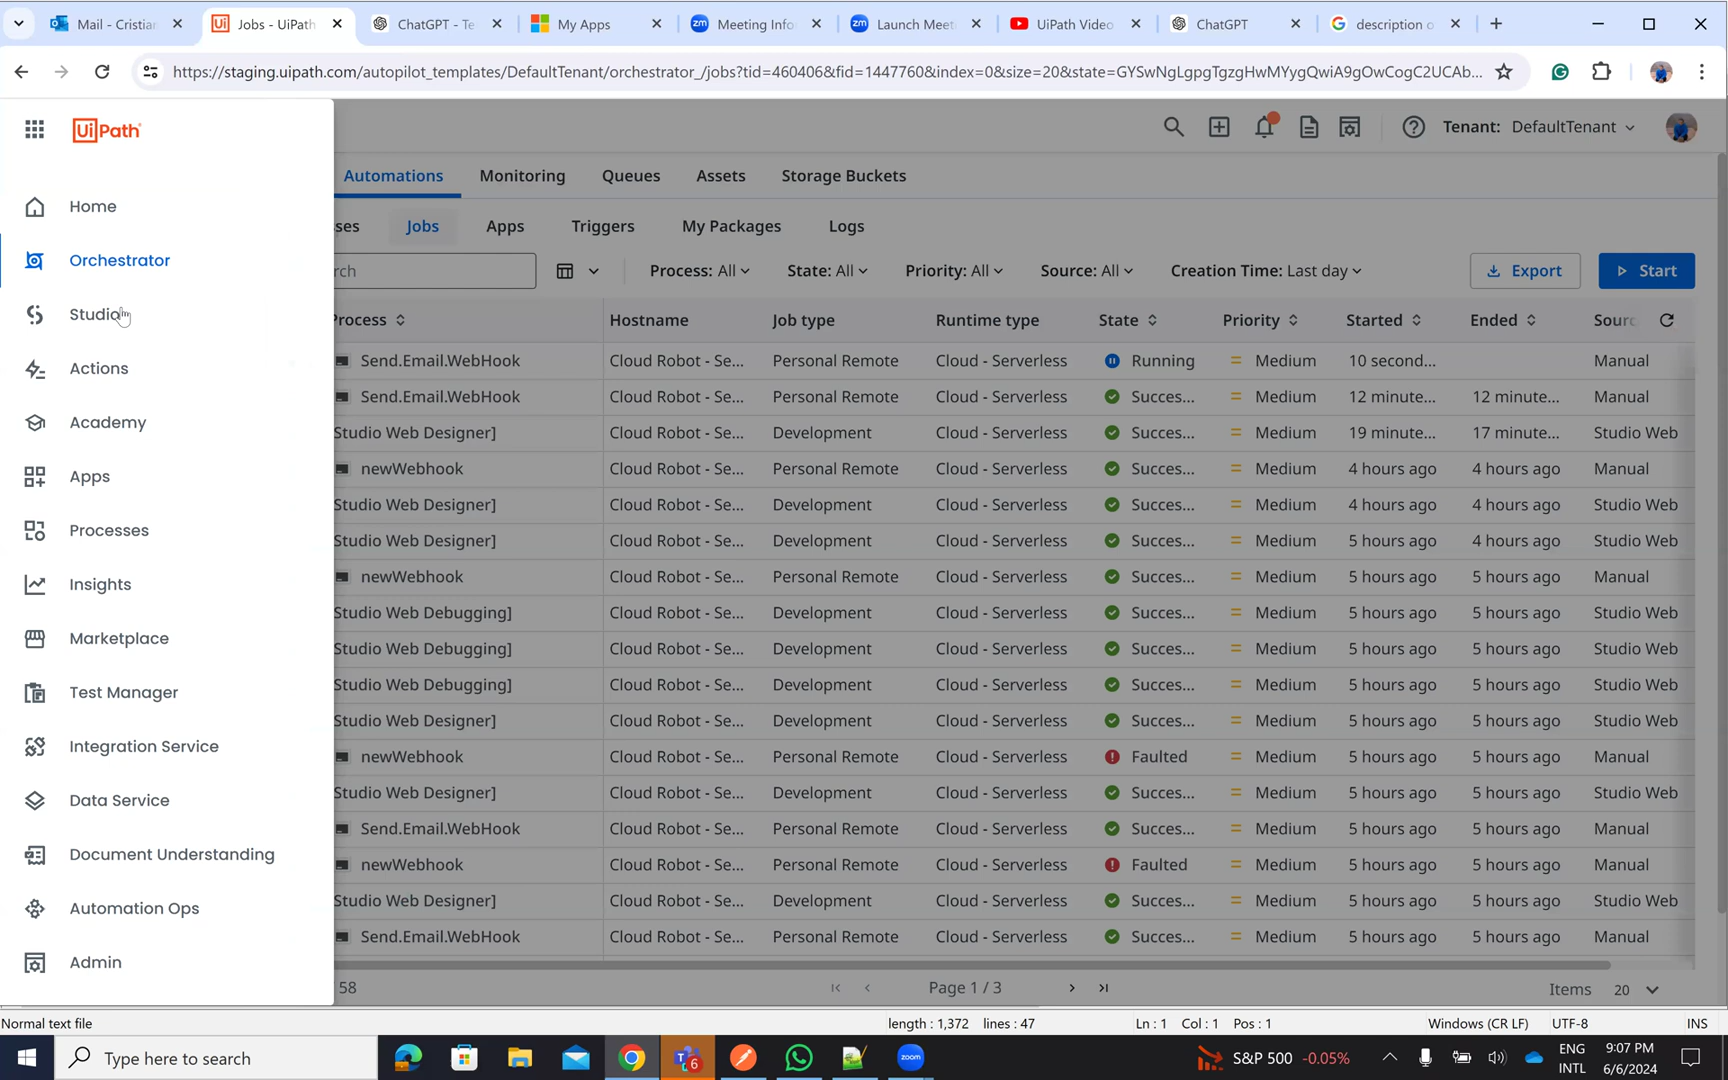 Mail - Cristian
Jobs - UiPath
ChatGPT - Te
My Apps
Meeting Info
Launch Meeti
UiPath Video
ChatGPT
description o
https://staging.uipath.com/autopilot_templates/DefaultTenant/orchestrator_/jobs?tid=460406&fid=1447760&index=0&size=20&state=GYSwNgLgpgTgzgHwMYygQwiA9gOwCogC2UCAb...
UiPath
Tenant: DefaultTenant
Home
Orchestrator
Studio
Actions
Academy
Apps
Processes
Insights
Marketplace
Test Manager
Integration Service
Data Service
Document Understanding
Automation Ops
Admin
Automations Monitoring Queues Assets Storage Buckets
sses Jobs Apps Triggers My Packages Logs
rch Process: All State: All Priority: All Source: All Creation Time: Last day Export Start
Process Hostname Job type Runtime type State Priority Started Ended Sourc
Send.Email.WebHook Cloud Robot - Se... Personal Remote Cloud - Serverless Running Medium 10 second... Manual
Send.Email.WebHook Cloud Robot - Se... Personal Remote Cloud - Serverless Succes... Medium 12 minute... 12 minute... Manual
Studio Web Designer] Cloud Robot - Se... Development Cloud - Serverless Succes... Medium 19 minute... 17 minute... Studio Web
newWebhook Cloud Robot - Se... Personal Remote Cloud - Serverless Succes... Medium 4 hours ago 4 hours ago Manual
Studio Web Designer] Cloud Robot - Se... Development Cloud - Serverless Succes... Medium 4 hours ago 4 hours ago Studio Web
Studio Web Designer] Cloud Robot - Se... Development Cloud - Serverless Succes... Medium 5 hours ago 4 hours ago Studio Web
newWebhook Cloud Robot - Se... Personal Remote Cloud - Serverless Succes... Medium 5 hours ago 5 hours ago Manual
Studio Web Debugging] Cloud Robot - Se... Development Cloud - Serverless Succes... Medium 5 hours ago 5 hours ago Studio Web
Studio Web Debugging] Cloud Robot - Se... Development Cloud - Serverless Succes... Medium 5 hours ago 5 hours ago Studio Web
Studio Web Debugging] Cloud Robot - Se... Development Cloud - Serverless Succes... Medium 5 hours ago 5 hours ago Studio Web
Studio Web Designer] Cloud Robot - Se... Development Cloud - Serverless Succes... Medium 5 hours ago 5 hours ago Studio Web
newWebhook Cloud Robot - Se... Personal Remote Cloud - Serverless Faulted Medium 5 hours ago 5 hours ago Manual
Studio Web Designer] Cloud Robot - Se... Development Cloud - Serverless Succes... Medium 5 hours ago 5 hours ago Studio Web
Send.Email.WebHook Cloud Robot - Se... Personal Remote Cloud - Serverless Succes... Medium 5 hours ago 5 hours ago Manual
newWebhook Cloud Robot - Se... Personal Remote Cloud - Serverless Faulted Medium 5 hours ago 5 hours ago Manual
Studio Web Designer] Cloud Robot - Se... Development Cloud - Serverless Succes... Medium 5 hours ago 5 hours ago Studio Web
Send.Email.WebHook Cloud Robot - Se... Personal Remote Cloud - Serverless Succes... Medium 5 hours ago 5 hours ago Manual
58 Page 1 / 3 Items 20
Normal text file length : 1,372 lines : 47 Ln : 1 Col : 1 Pos : 1 Windows (CR LF) UTF-8 INS
Type here to search
6
zoom
S&P 500 -0.05%
ENG
INTL
9:07 PM
6/6/2024